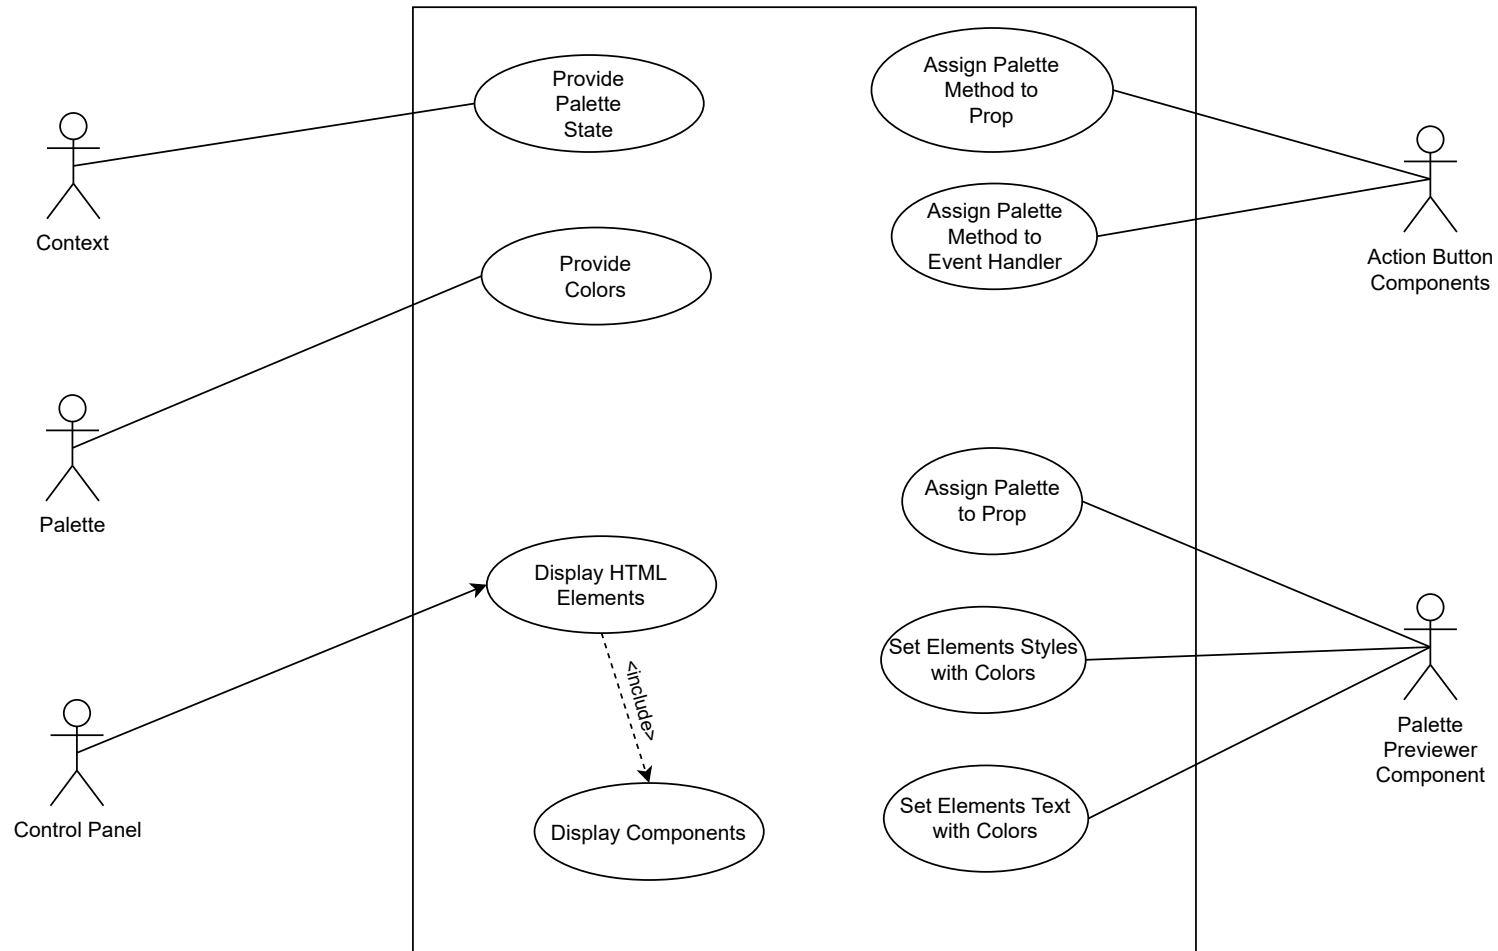 Provide
Palette
State
Context
Provide
Colors
Palette
Display HTML
Elements
<include>
Display Components
Control Panel
Assign Palette
Method to
Prop
Assign Palette
Method to
Event Handler
Action Button
Components
Assign Palette
to Prop
Set Elements Styles
with Colors
Set Elements Text
with Colors
Palette
Previewer
Component